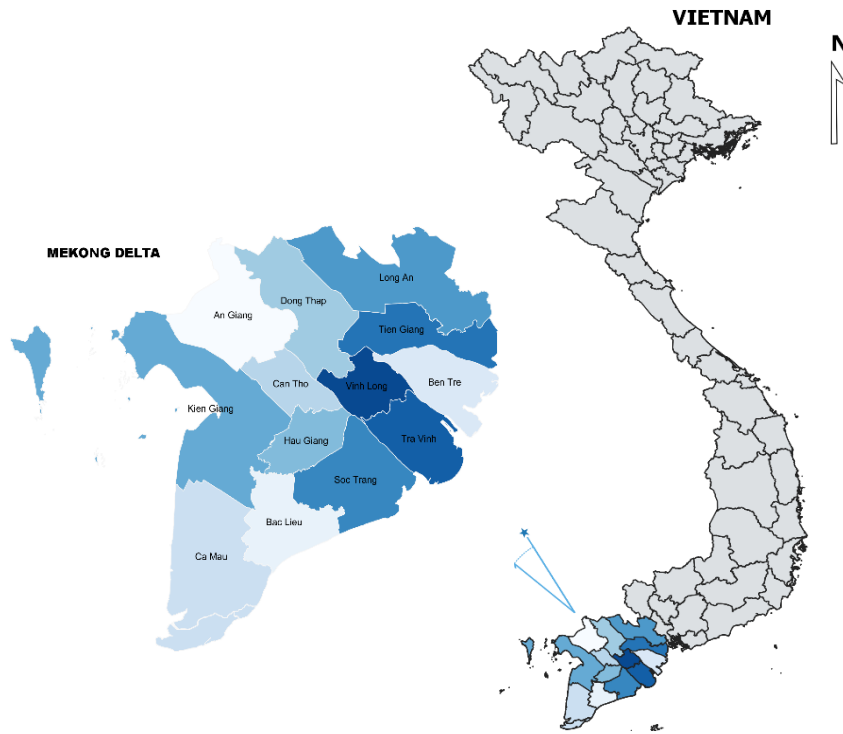 VIETNAM
N
MEKONG DELTA
Long An
Dong Thap
An Giang
Tien Giang
Can Tho
Vinh Long
Ben Tre
Kien Giang
Hau Giang
Tra Vinh
Soc Trang
Bac Lieu
Ca Mau